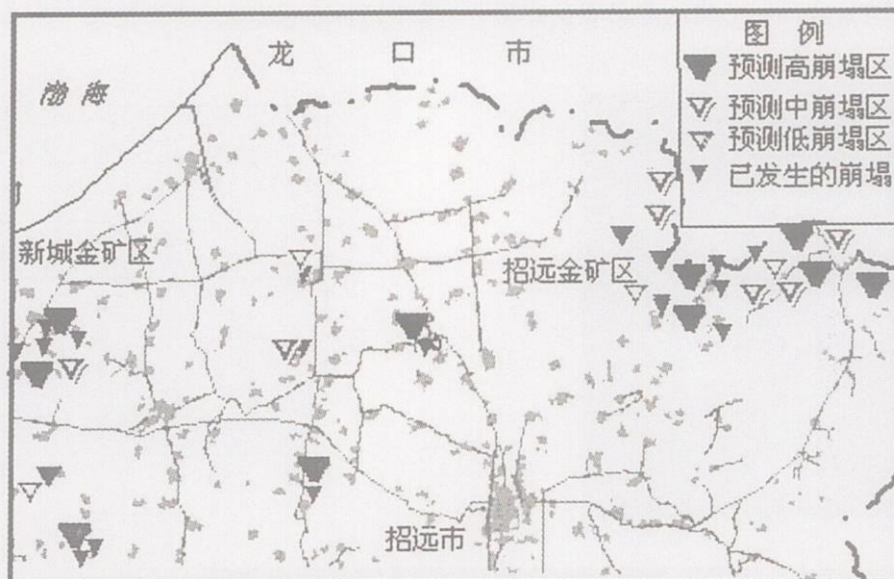 龙口市
渤海
图例
预测高崩塌区
预测中崩塌区
预测低崩塌区
已发生的崩塌
新城金矿区
招远金矿区
招远市